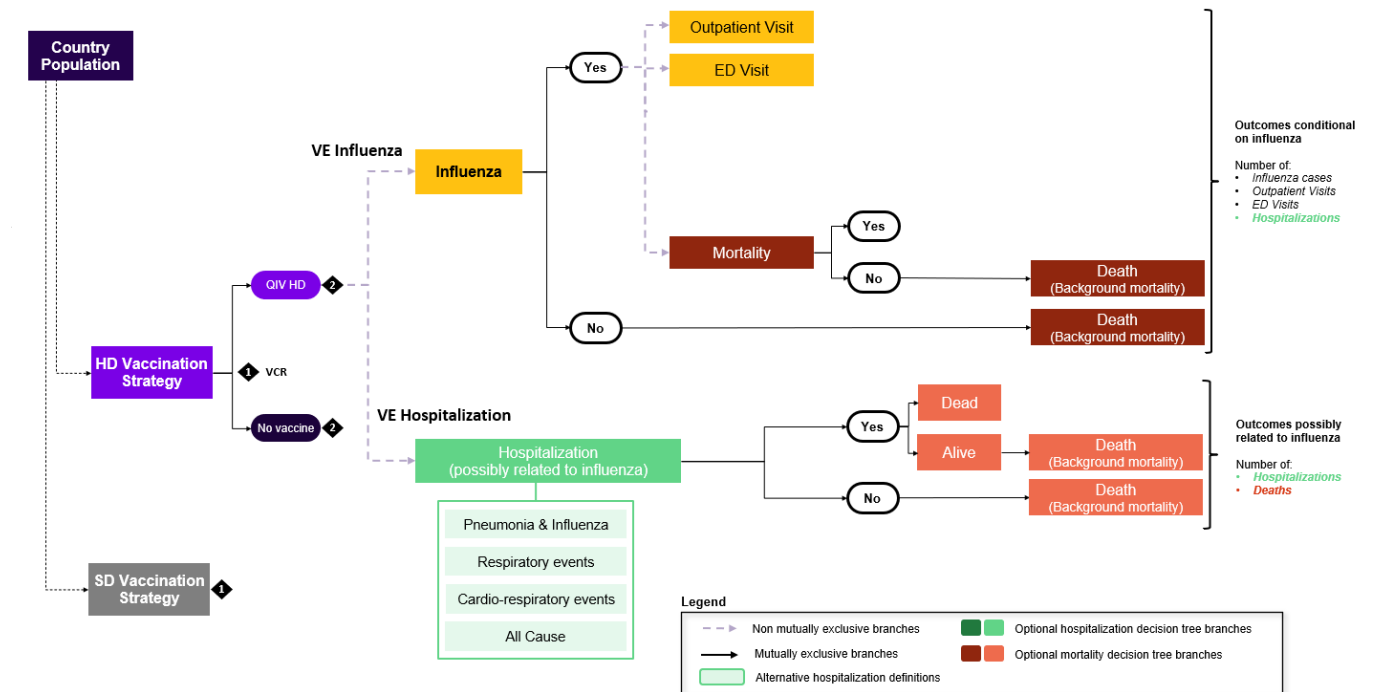 Country
Population
Outpatient Visit
Yes
ED Visit
Outcomes conditional
on influenza
Number of:
• Influenza cases
• Outpatient Visits
• ED Visits
• Hospitalizations
VE Influenza
Influenza
Mortality
Yes
No
Death
(Background mortality)
No
Death
(Background mortality)
QIV HD
2
HD Vaccination
Strategy
1
VCR
No vaccine
2
VE Hospitalization
Hospitalization
(possibly related to influenza)
Yes
Dead
Alive
Death
(Background mortality)
No
Death
(Background mortality)
Outcomes possibly
related to influenza
Number of:
• Hospitalizations
• Deaths
Pneumonia & Influenza
Respiratory events
Cardio-respiratory events
All Cause
SD Vaccination
Strategy
1
Legend
Non mutually exclusive branches
Optional hospitalization decision tree branches
Mutually exclusive branches
Optional mortality decision tree branches
Alternative hospitalization definitions